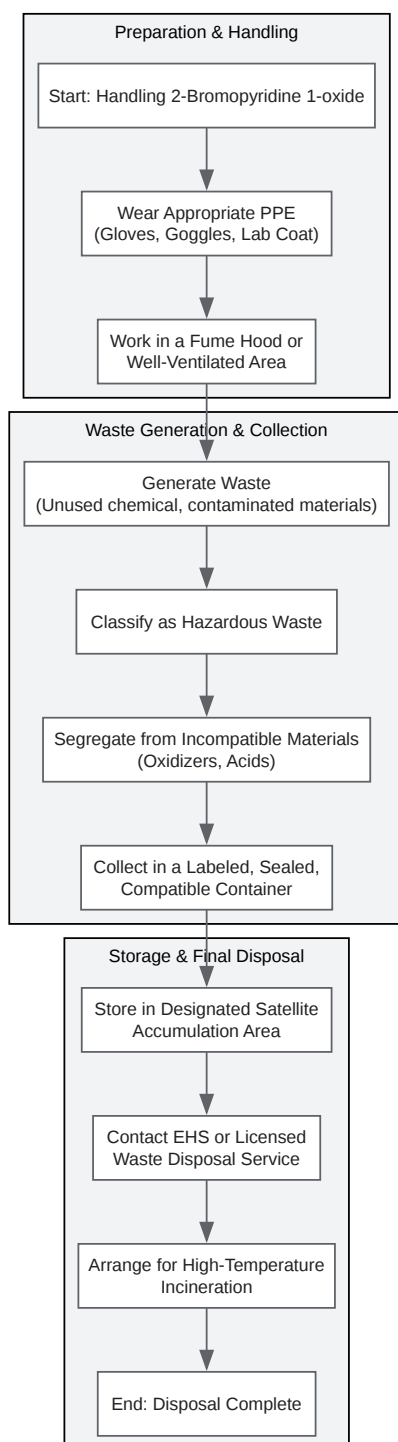 Preparation & Handling
Start: Handling 2-Bromopyridine 1-oxide
Wear Appropriate PPE
(Gloves, Goggles, Lab Coat)
Work in a Fume Hood or
Well-Ventilated Area
Waste Generation & Collection
Generate Waste
(Unused chemical, contaminated materials)
Classify as Hazardous Waste
Segregate from Incompatible Materials
(Oxidizers, Acids)
Collect in a Labeled, Sealed,
Compatible Container
Storage & Final Disposal
Store in Designated Satellite
Accumulation Area
Contact EHS or Licensed
Waste Disposal Service
Arrange for High-Temperature
Incineration
End: Disposal Complete